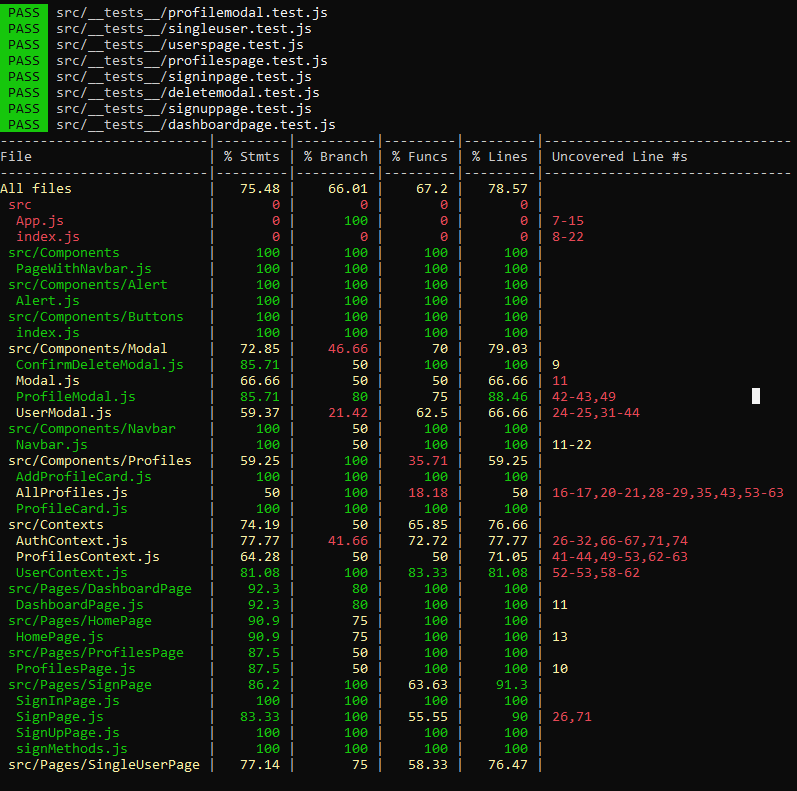 PASS src/__tests__/profilemodal.test.js
PASS src/__tests__/singleuser.test.js
PASS src/__tests__/userspage.test.js
PASS src/__tests__/profilespage.test.js
PASS src/__tests__/signinpage.test.js
PASS src/__tests__/deletemodal.test.js
PASS src/__tests__/signuppage.test.js
PASS src/__tests__/dashboardpage.test.js
--------------------------|---------|----------|---------|---------|-------------------------------
File                      | % Stmts | % Branch | % Funcs | % Lines | Uncovered Line #s
--------------------------|---------|----------|---------|---------|-------------------------------
All files                 |   75.48 |    66.01 |    67.2 |   78.57 |
 src                      |       0 |        0 |       0 |       0 |
  App.js                  |       0 |      100 |       0 |       0 | 7-15
  index.js                |       0 |        0 |       0 |       0 | 8-22
 src/Components           |     100 |      100 |     100 |     100 |
  PageWithNavbar.js       |     100 |      100 |     100 |     100 |
 src/Components/Alert     |     100 |      100 |     100 |     100 |
  Alert.js                |     100 |      100 |     100 |     100 |
 src/Components/Buttons   |     100 |      100 |     100 |     100 |
  index.js                |     100 |      100 |     100 |     100 |
 src/Components/Modal     |   72.85 |    46.66 |      70 |   79.03 |
  ConfirmDeleteModal.js   |   85.71 |       50 |     100 |     100 | 9
  Modal.js                |   66.66 |       50 |      50 |   66.66 | 11
  ProfileModal.js         |   85.71 |       80 |      75 |   88.46 | 42-43,49
  UserModal.js            |   59.37 |    21.42 |    62.5 |   66.66 | 24-25,31-44
 src/Components/Navbar    |     100 |       50 |     100 |     100 |
  Navbar.js               |     100 |       50 |     100 |     100 | 11-22
 src/Components/Profiles  |   59.25 |      100 |   35.71 |   59.25 |
  AddProfileCard.js       |     100 |      100 |     100 |     100 |
  AllProfiles.js          |      50 |      100 |   18.18 |      50 | 16-17,20-21,28-29,35,43,53-63
  ProfileCard.js          |     100 |      100 |     100 |     100 |
 src/Contexts             |   74.19 |       50 |   65.85 |   76.66 |
  AuthContext.js          |   77.77 |    41.66 |   72.72 |   77.77 | 26-32,66-67,71,74
  ProfilesContext.js      |   64.28 |       50 |      50 |   71.05 | 41-44,49-53,62-63
  UserContext.js          |   81.08 |      100 |   83.33 |   81.08 | 52-53,58-62
 src/Pages/DashboardPage  |    92.3 |       80 |     100 |     100 |
  DashboardPage.js        |    92.3 |       80 |     100 |     100 | 11
 src/Pages/HomePage       |    90.9 |       75 |     100 |     100 |
  HomePage.js             |    90.9 |       75 |     100 |     100 | 13
 src/Pages/ProfilesPage   |    87.5 |       50 |     100 |     100 |
  ProfilesPage.js         |    87.5 |       50 |     100 |     100 | 10
 src/Pages/SignPage       |    86.2 |      100 |   63.63 |    91.3 |
  SignInPage.js           |     100 |      100 |     100 |     100 |
  SignPage.js             |   83.33 |      100 |   55.55 |      90 | 26,71
  SignUpPage.js           |     100 |      100 |     100 |     100 |
  signMethods.js          |     100 |      100 |     100 |     100 |
 src/Pages/SingleUserPage |   77.14 |       75 |   58.33 |   76.47 |